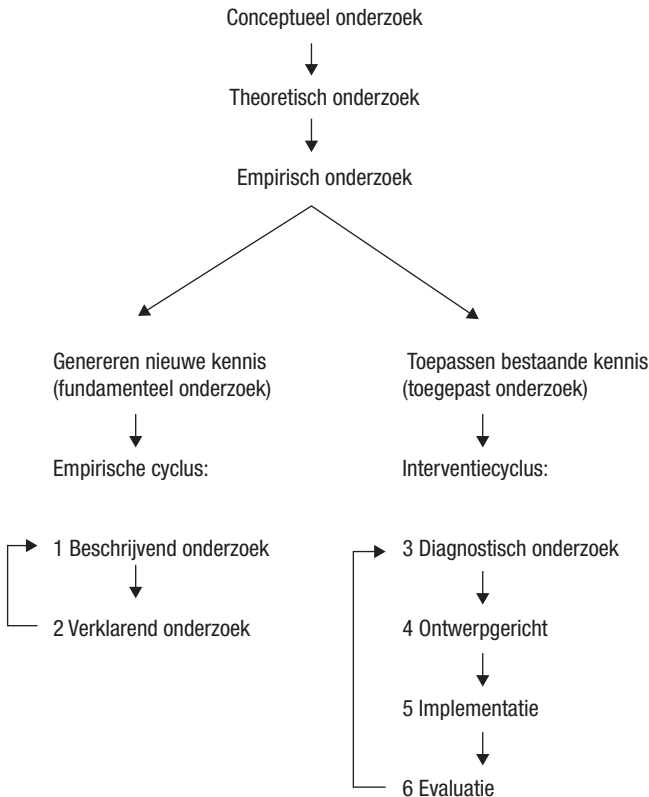 Conceptueel onderzoek
Theoretisch onderzoek
Empirisch onderzoek
Genereren nieuwe kennis
(fundamenteel onderzoek)
Empirische cyclus:
1 Beschrijvend onderzoek
2 Verklarend onderzoek
Toepassen bestaande kennis
(toegepast onderzoek)
Interventiecyclus:
3 Diagnostisch onderzoek
4 Ontwerpgericht
5 Implementatie
6 Evaluatie